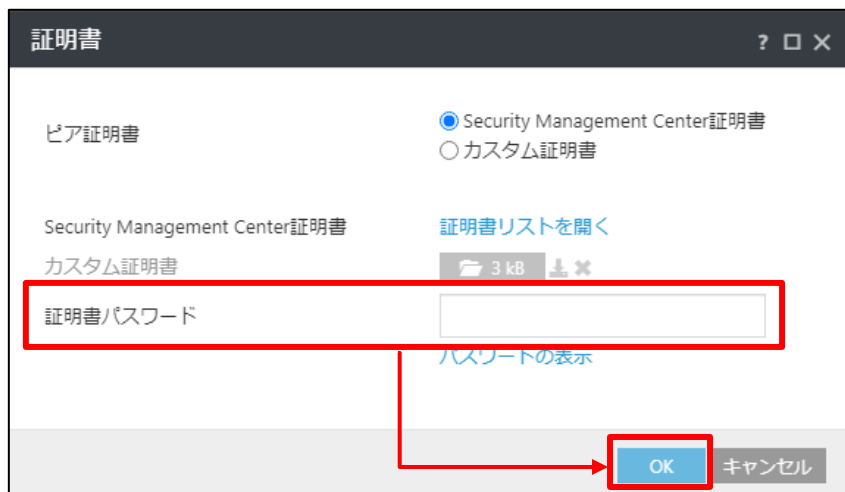 証明書
?
ピア証明書
Security Management Center証明書
カスタム証明書
Security Management Center証明書
証明書リストを開く
カスタム証明書
3 kB
証明書パスワード
パスワードの表示
OK
キャンセル